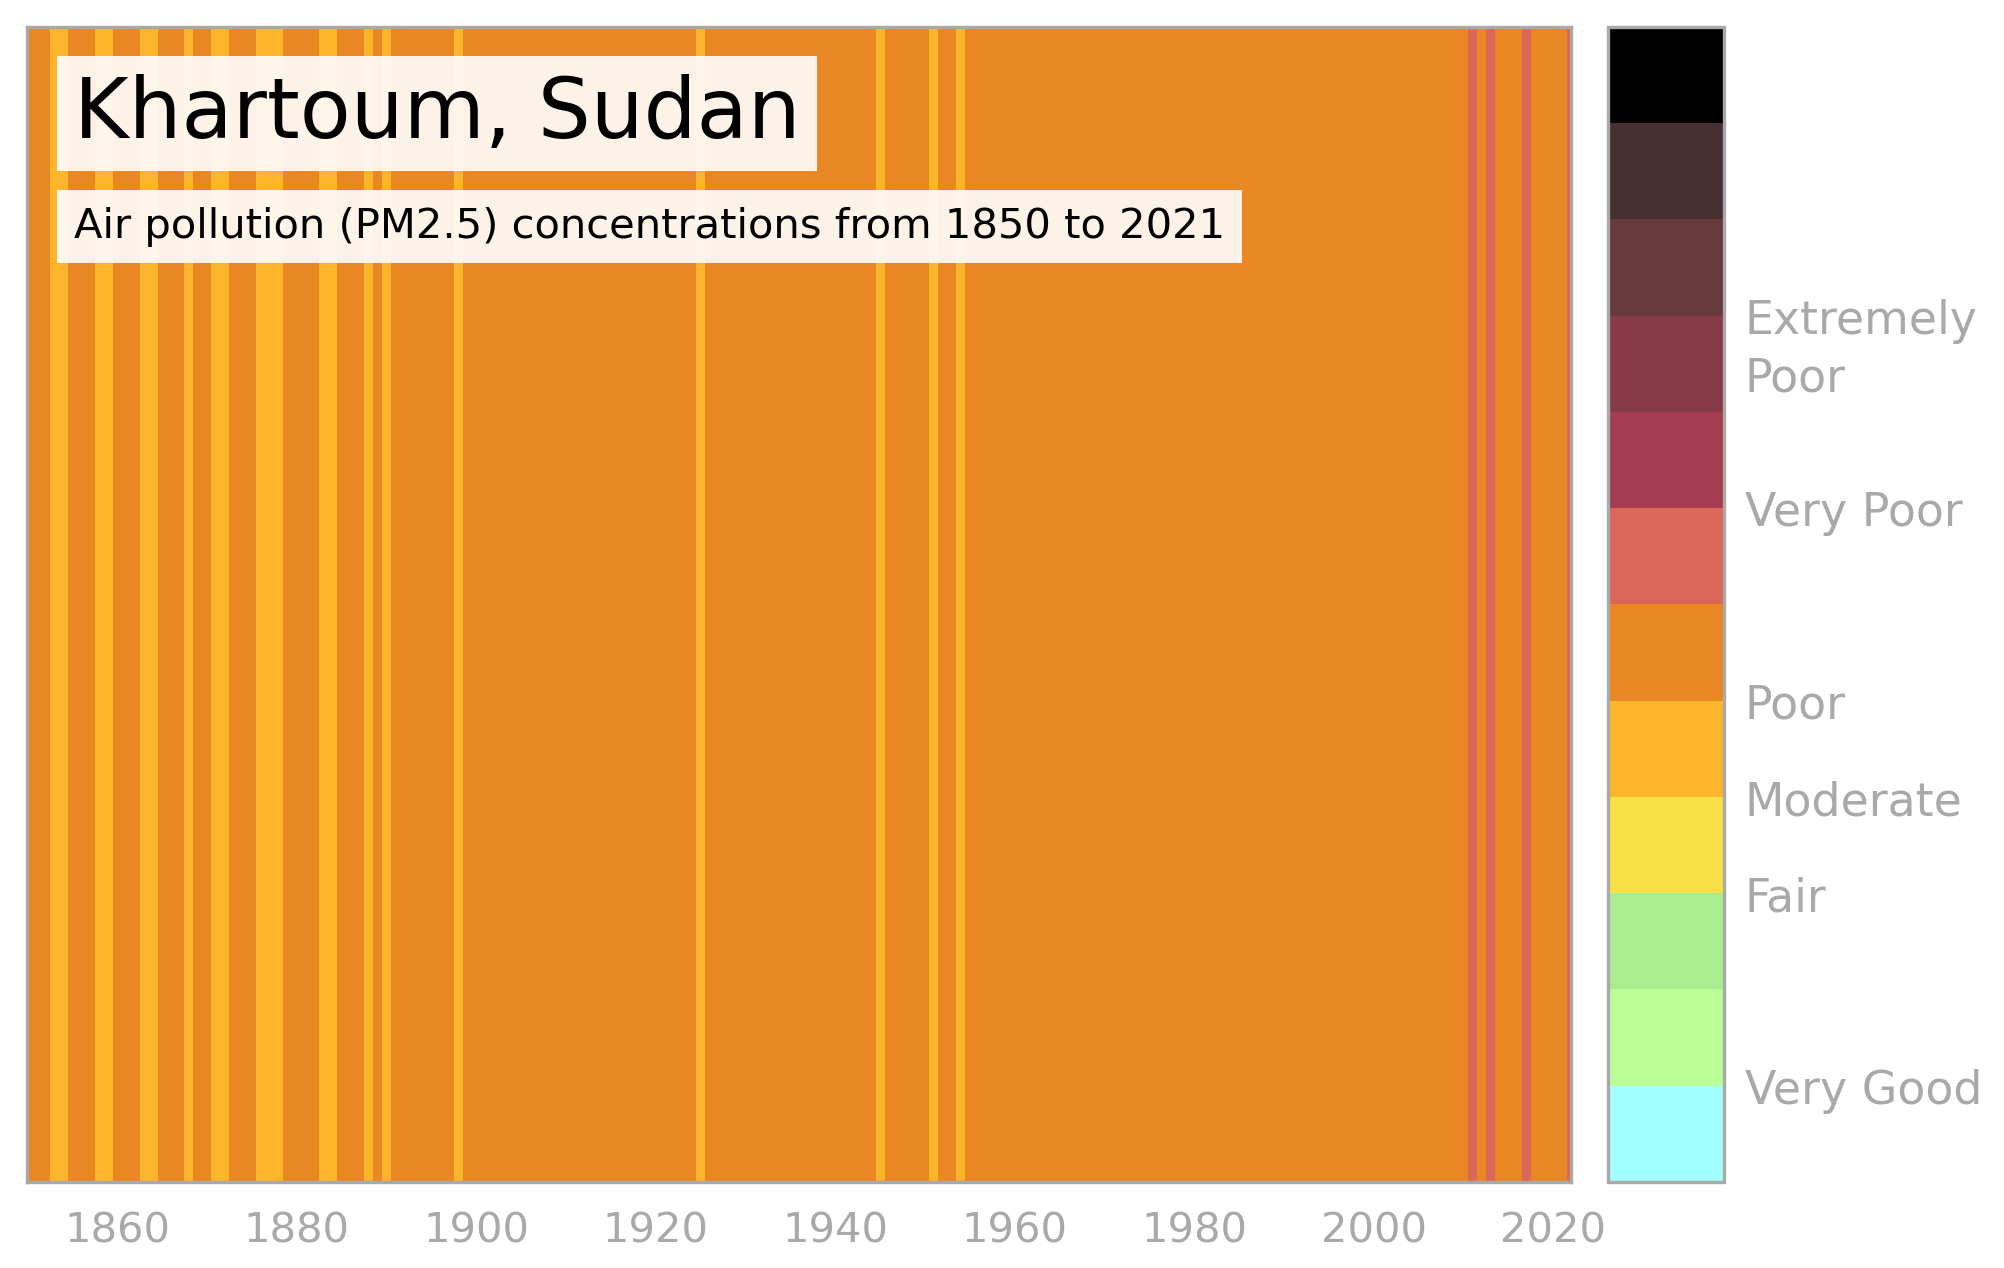 Khartoum, Sudan
Air pollution (PM2.5) concentrations from 1850 to 2021
Extremely
Poor
Very Poor
Poor
Moderate
Fair
Very Good
1860 1880 1900 1920 1940 1960 1980 2000 2020